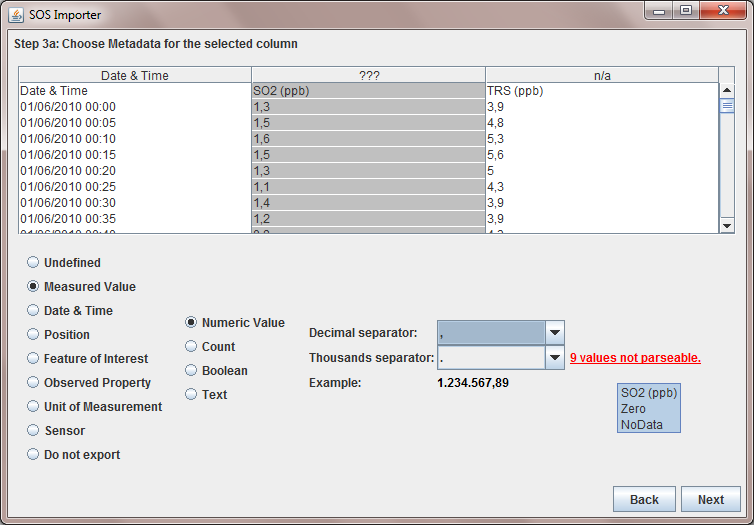 SOS Importer
Step 3a: Choose Metadata for the selected column
Date & Time ??? n/a
Date & Time SO2 (ppb) TRS (ppb)
01/06/2010 00:00 1,3 3,9
01/06/2010 00:05 1,5 4,8
01/06/2010 00:10 1,6 5,3
01/06/2010 00:15 1,5 5,6
01/06/2010 00:20 1,3 5
01/06/2010 00:25 1,1 4,3
01/06/2010 00:30 1,4 3,9
01/06/2010 00:35 1,2 3,9
Undefined
Measured Value
Date & Time
Position
Feature of Interest
Observed Property
Unit of Measurement
Sensor
Do not export
Numeric Value
Count
Boolean
Text
Decimal separator: ,
Thousands separator: . 9 values not parseable.
Example: 1.234.567,89
SO2 (ppb)
Zero
NoData
Back Next